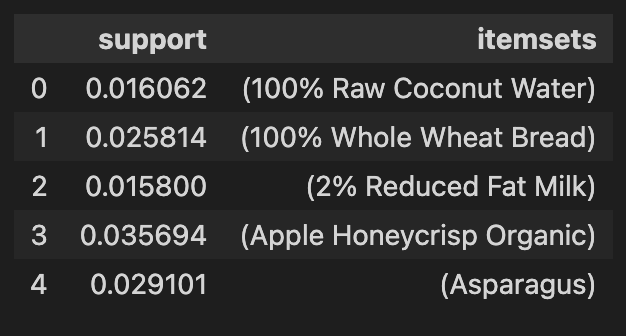 support itemsets
0 0.016062 (100% Raw Coconut Water)
1 0.025814 (100% Whole Wheat Bread)
2 0.015800 (2% Reduced Fat Milk)
3 0.035694 (Apple Honeycrisp Organic)
4 0.029101 (Asparagus)